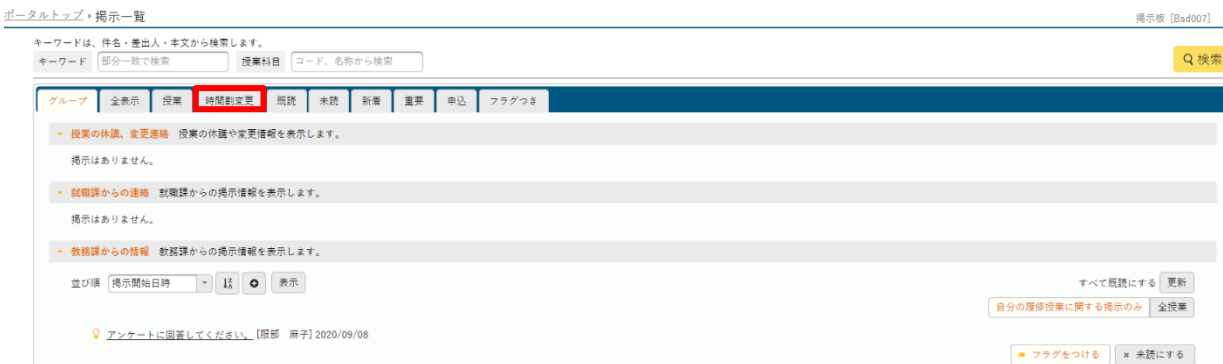 ポータルトップ▸掲示一覧 掲示板 [Bsd007]
キーワードは、件名・差出人・本文から検索します。
キーワード 部分一致で検索 授業科目 コード、名称から検索 検索
グループ 全表示 授業 時間割変更 既読 未読 新着 重要 申込 フラグつき
授業の休講、変更連絡 授業の休講や変更情報を表示します。
掲示はありません。
就職課からの連絡 就職課からの掲示情報を表示します。
掲示はありません。
教務課からの情報 教務課からの掲示情報を表示します。
並び順 掲示開始日時 表示 すべて既読にする 更新
自分の履修授業に関する掲示のみ 全授業
アンケートに回答してください。 [服部 麻子] 2020/09/08
フラグをつける × 未読にする